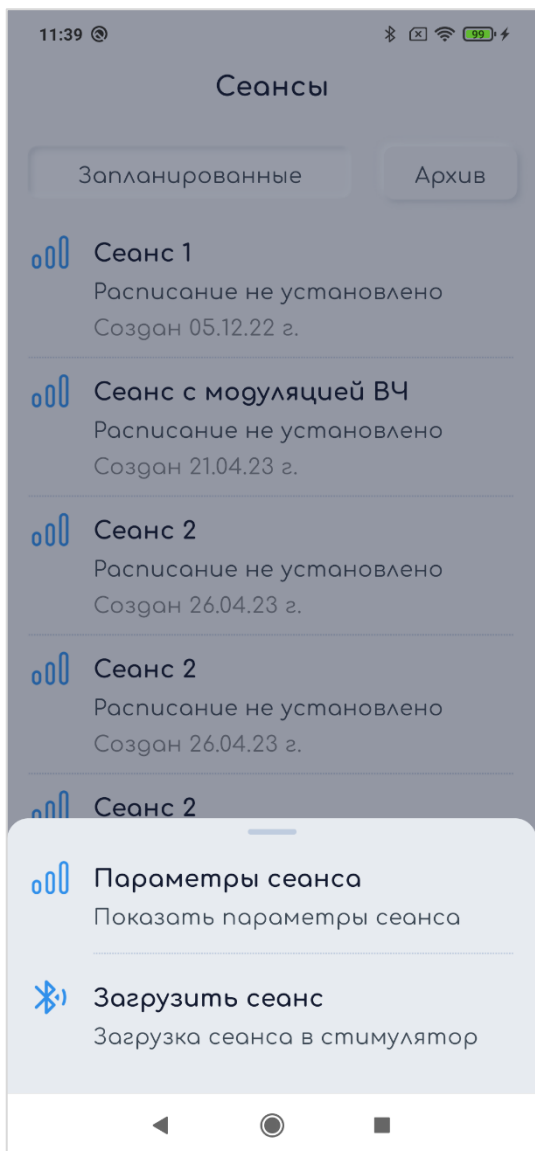 11:39
99
Сеансы
Запланированные
Архив
Сеанс 1
Расписание не установлено
Создан 05.12.22 г.
Сеанс с модуляцией ВЧ
Расписание не установлено
Создан 21.04.23 г.
Сеанс 2
Расписание не установлено
Создан 26.04.23 г.
Сеанс 2
Расписание не установлено
Создан 26.04.23 г.
Сеанс 2
Параметры сеанса
Показать параметры сеанса
Загрузить сеанс
Загрузка сеанса в стимулятор